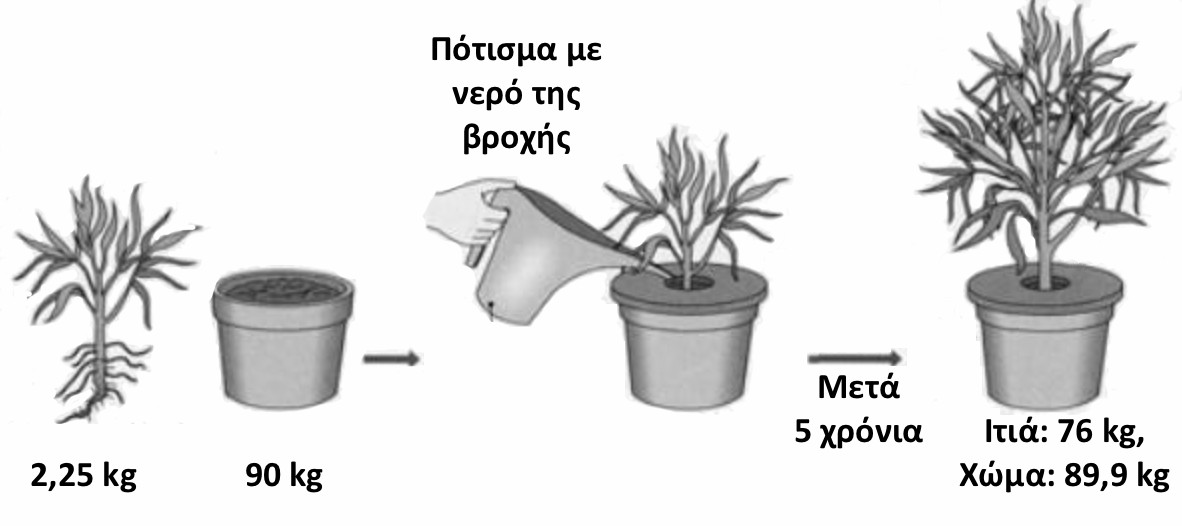 Πότισμα με
νερό της
βροχής
2,25 kg
90 kg
Μετά
5 χρόνια
Ιτιά: 76 kg,
Χώμα: 89,9 kg